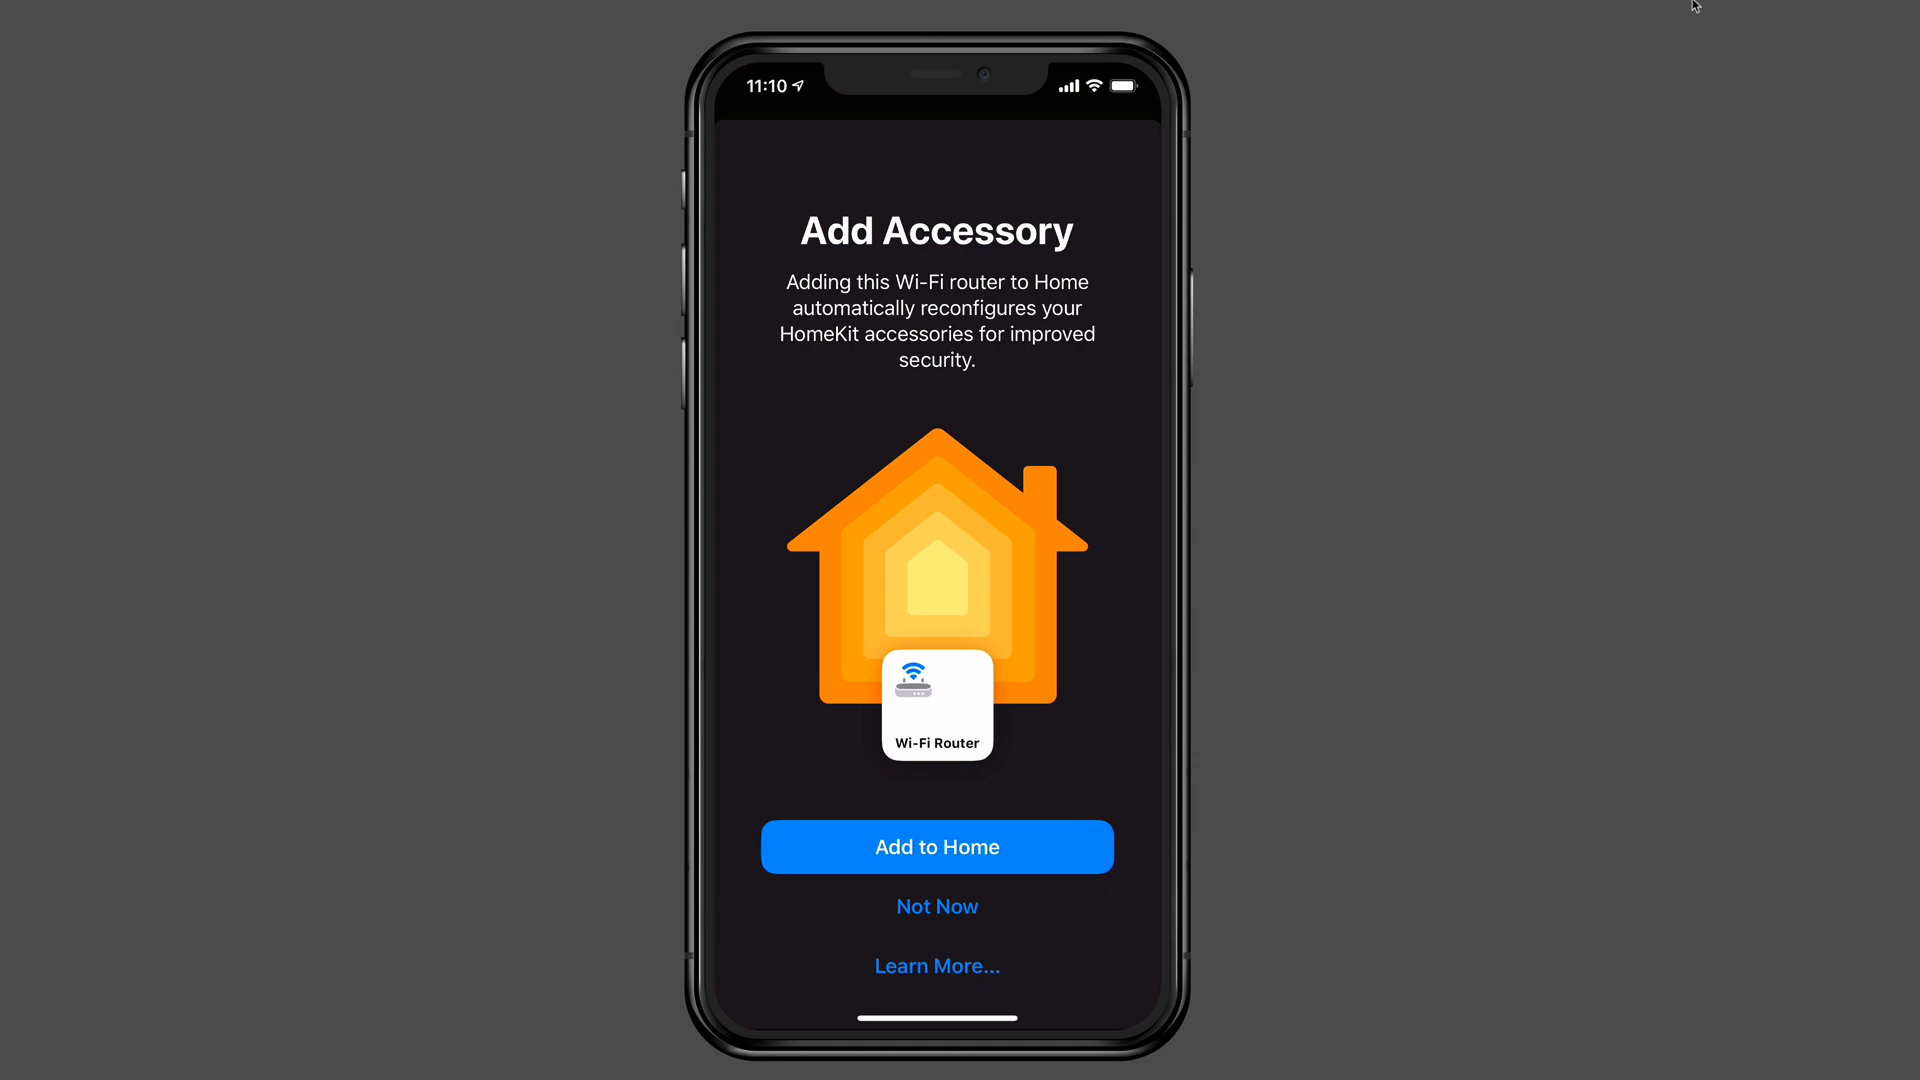 11:10
Add Accessory
Adding this Wi-Fi router to Home
automatically reconfigures your
HomeKit accessories for improved
security.
Wi-Fi Router
Add to Home
Not Now
Learn More...